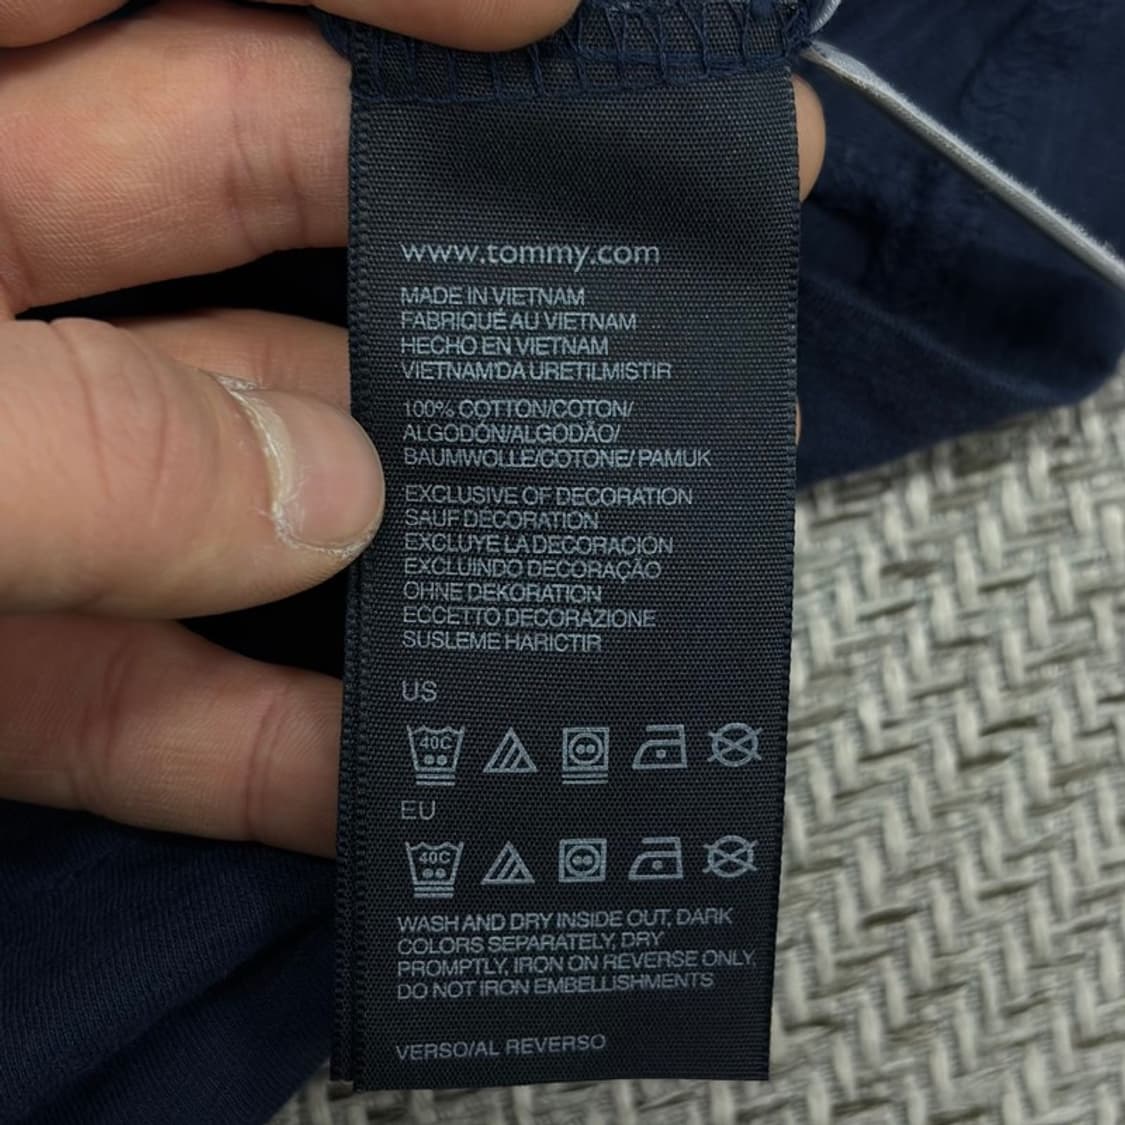 www.tommy.com
MADE IN VIETNAM
FABRIQUÉ AU VIETNAM
HECHO EN VIETNAM
VIETNAM'DA URETILMISTIR
100% COTTON/COTON/
ALGODÓN/ALGODÃO/
BAUMWOLLE/COTONE/ PAMUK
EXCLUSIVE OF DECORATION
SAUF DECORATION
EXCLUYE LA DECORACION
EXCLUINDO DECORAÇÃO
OHNE DEKORATION
ECCETTO DECORAZIONE
SUSLEME HARICTIR
US
40C
EU
40C
WASH AND DRY INSIDE OUT, DARK
COLORS SEPARATELY, DRY
PROMPTLY, IRON ON REVERSE ONLY,
DO NOT IRON EMBELLISHMENTS
VERSO/AL REVERSO